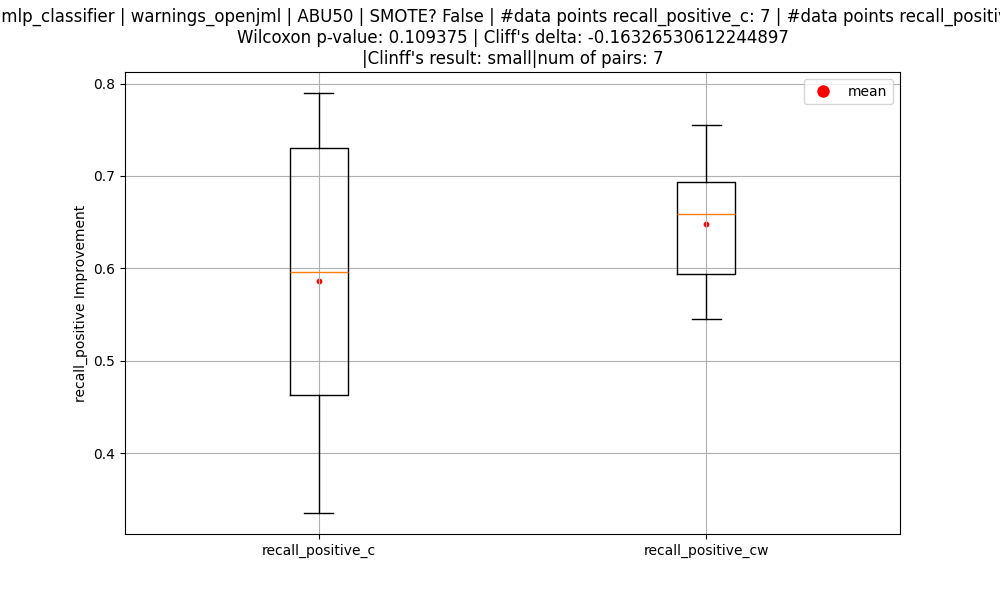 mlp_classifier | warnings_openjml | ABU50 | SMOTE? False | #data points recall_positive_c: 7 | #data points
Wilcoxon p-value: 0.109375 | Cliff's delta: -0.16326530612244897
|Clinff's result: small|num of pairs: 7
mean
0.8
0.7
0.6
0.5
0.4
recall_positive Improvement
recall_positive_c
recall_positive_cw